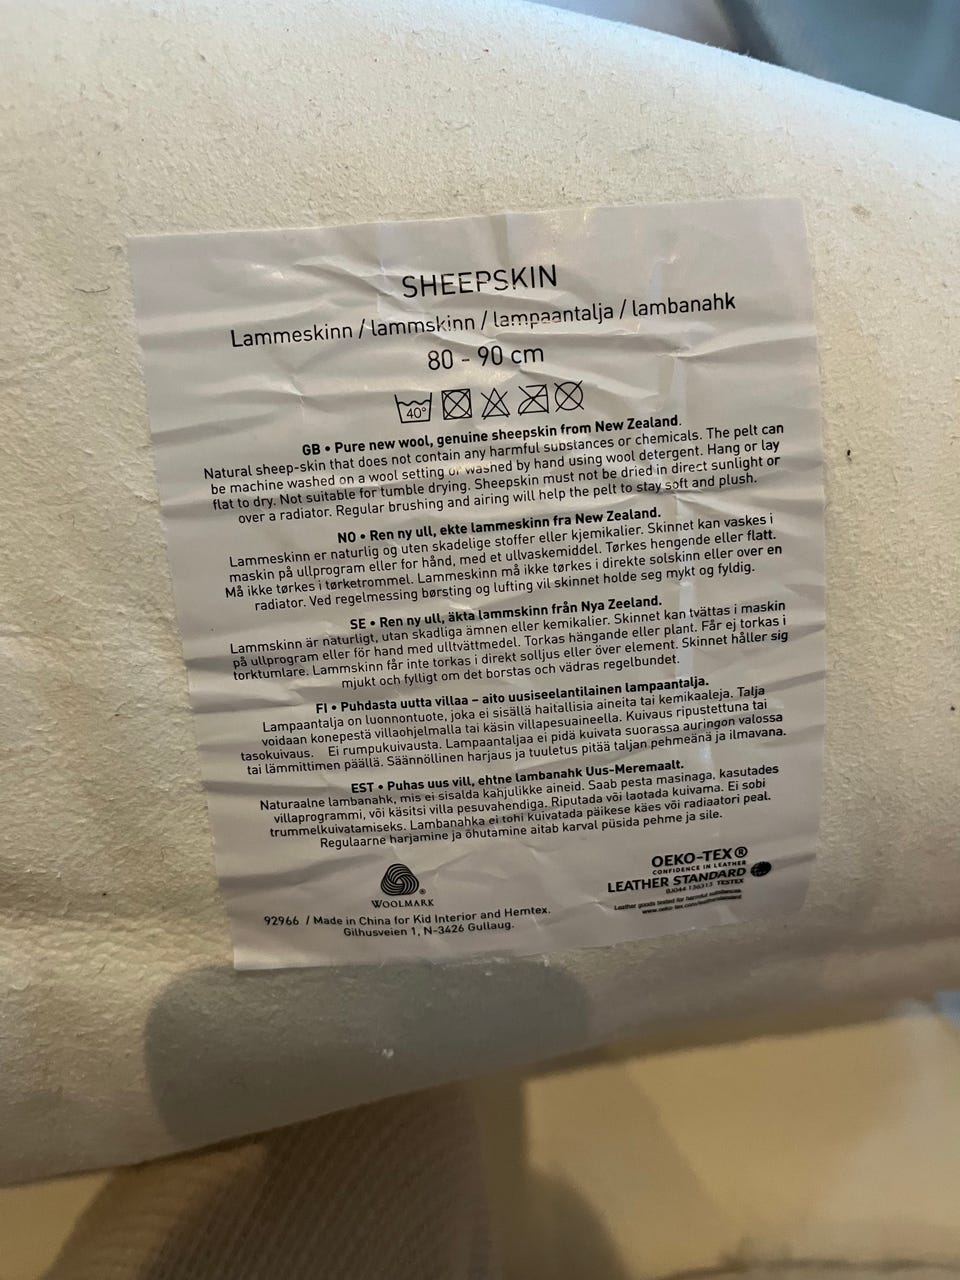 SHEEPSKIN
Lammeskinn / lammskinn / lampaantalja / lambanahk
80 - 90 cm
40°
GB • Pure new wool, genuine sheepskin from New Zealand.
Natural sheep-skin that does not contain any harmful substances or chemicals. The pelt can
be machine washed on a wool setting or washed by hand using wool detergent. Hang or lay
flat to dry. Not suitable for tumble drying. Sheepskin must not be dried in direct sunlight or
over a radiator. Regular brushing and airing will help the pelt to stay soft and plush.
NO • Ren ny ull, ekte lammeskinn fra New Zealand.
Lammeskinn er naturlig og uten skadelige stoffer eller kjemikalier. Skinnet kan vaskes i
maskin på ullprogram eller for hånd, med et ullvaskemiddel. Tørkes hengende eller flatt.
Må ikke tørkes i tørketrommel. Lammeskinn må ikke tørkes i direkte solskinn eller over en
radiator. Ved regelmessing børsting og lufting vil skinnet holde seg mykt og fyldig.
SE • Ren ny ull, äkta lammskinn från Nya Zeeland.
Lammskinn är naturligt, utan skadliga ämnen eller kemikalier. Skinnet kan tvättas i maskin
på ullprogram eller för hand med ulltvättmedel. Torkas hängande eller plant. Får ej torkas i
torktumlare. Lammskinn får inte torkas i direkt solljus eller över element. Skinnet håller sig
mjukt och fylligt om det borstas och vädras regelbundet.
FI • Puhdasta uutta villaa – aito uusiseelantilainen lampaantalja.
Lampaantalja on luonnontuote, joka ei sisällä haitallisia aineita tai kemikaaleja. Talja
voidaan konepestä villaohjelmalla tai käsin villapesuaineella. Kuivaus ripustettuna tai
tasokuivaus. Ei rumpukuivausta. Lampaantaljaa ei pidä kuivata suorassa auringon valossa
tai lämmittimen päällä. Säännöllinen harjaus ja tuuletus pitää taljan pehmeänä ja ilmavana.
EST • Puhas uus vill, ehtne lambanahk Uus-Meremaalt.
Naturaalne lambanahk, mis ei sisalda kahjulikke aineid. Saab pesta masinaga, kasutades
villaprogrammi, või käsitsi villa pesuvahendiga. Riputada või laotada kuivama. Ei sobi
trummelkuivatamiseks. Lambanahka ei tohi kuivatada päikese käes või radiaatori peal.
Regulaarne harjamine ja õhutamine aitab karval püsida pehme ja sile.
WOOLMARK
92966 / Made in China for Kid Interior and Hemtex.
Gilhusveien 1, N-3426 Gullaug.
OEKO-TEX®
CONFIDENCE IN LEATHER
LEATHER STANDARD
TESTEX
Leather goods tested for harmful substances.
www.oeko-tex.com/leatherstandard